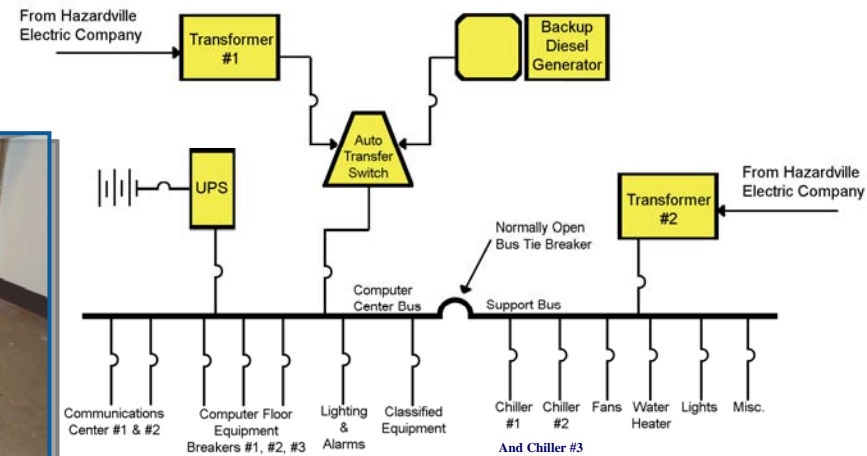 From Hazardville
Electric Company
Transformer
#1
Backup
Diesel
Generator
Auto
Transfer
Switch
UPS
From Hazardville
Electric Company
Transformer
#2
Normally Open
Bus Tie Breaker
Computer
Center Bus
Support Bus
Communications
Center #1 & #2
Computer Floor
Equipment
Breakers #1, #2, #3
Lighting
&
Alarms
Classified
Equipment
Chiller
#1
Chiller
#2
Fans
Water
Heater
Lights
Misc.
And Chiller #3